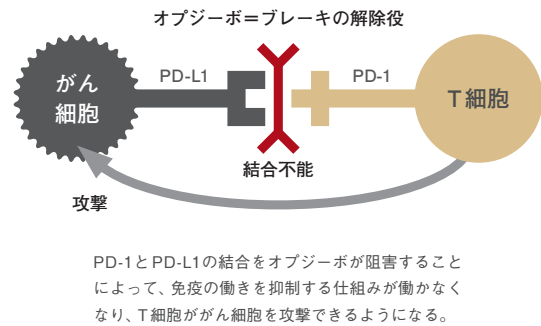 オプジーボ＝ブレーキの解除役
がん
細胞
PD-L1
PD-1
T細胞
結合不能
攻撃
PD-1とPD-L1の結合をオプジーボが阻害すること
によって、免疫の働きを抑制する仕組みが働かなく
なり、T細胞ががん細胞を攻撃できるようになる。